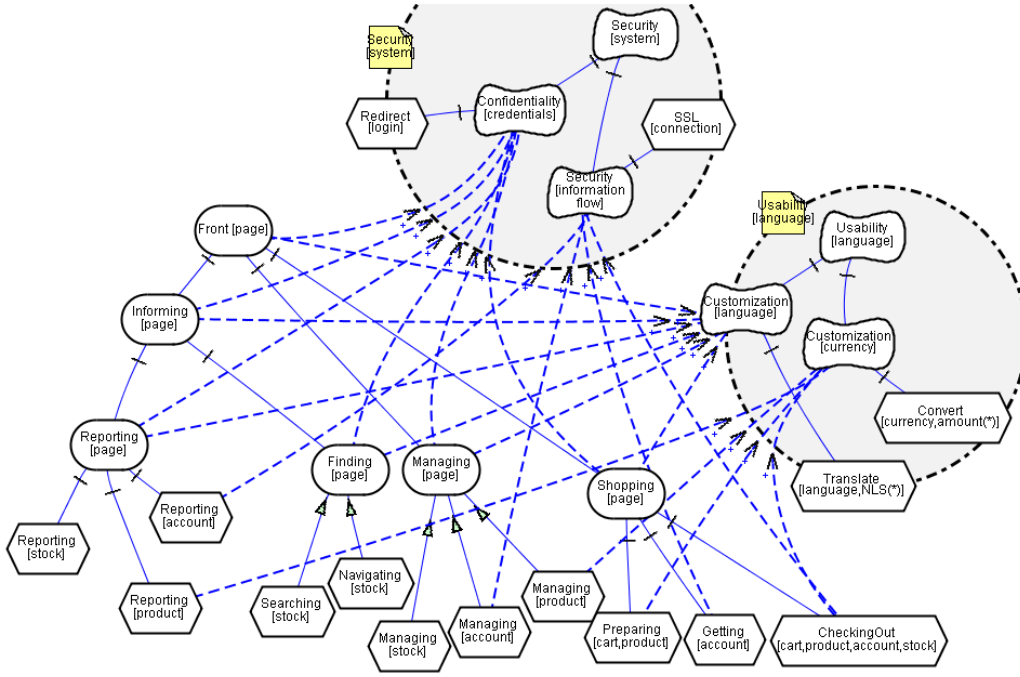 Security
[system]
Security
[system]
Confidentiality
[credentials]
Redirect
[login]
SSL
[connection]
Security
[information
flow]
Usability
[language]
Usability
[language]
Front [page]
Customization
[language]
Informing
[page]
Customization
[currency]
Convert
[currency,amount(*)]
Reporting
[page]
Finding
[page]
Managing
[page]
Translate
[language,NLS(*)]
Shopping
[page]
Reporting
[account]
Reporting
[stock]
Navigating
[stock]
Reporting
[product]
Searching
[stock]
Managing
[product]
Managing
[stock]
Managing
[account]
Preparing
[cart,product]
Getting
[account]
CheckingOut
[cart,product,account,stock]